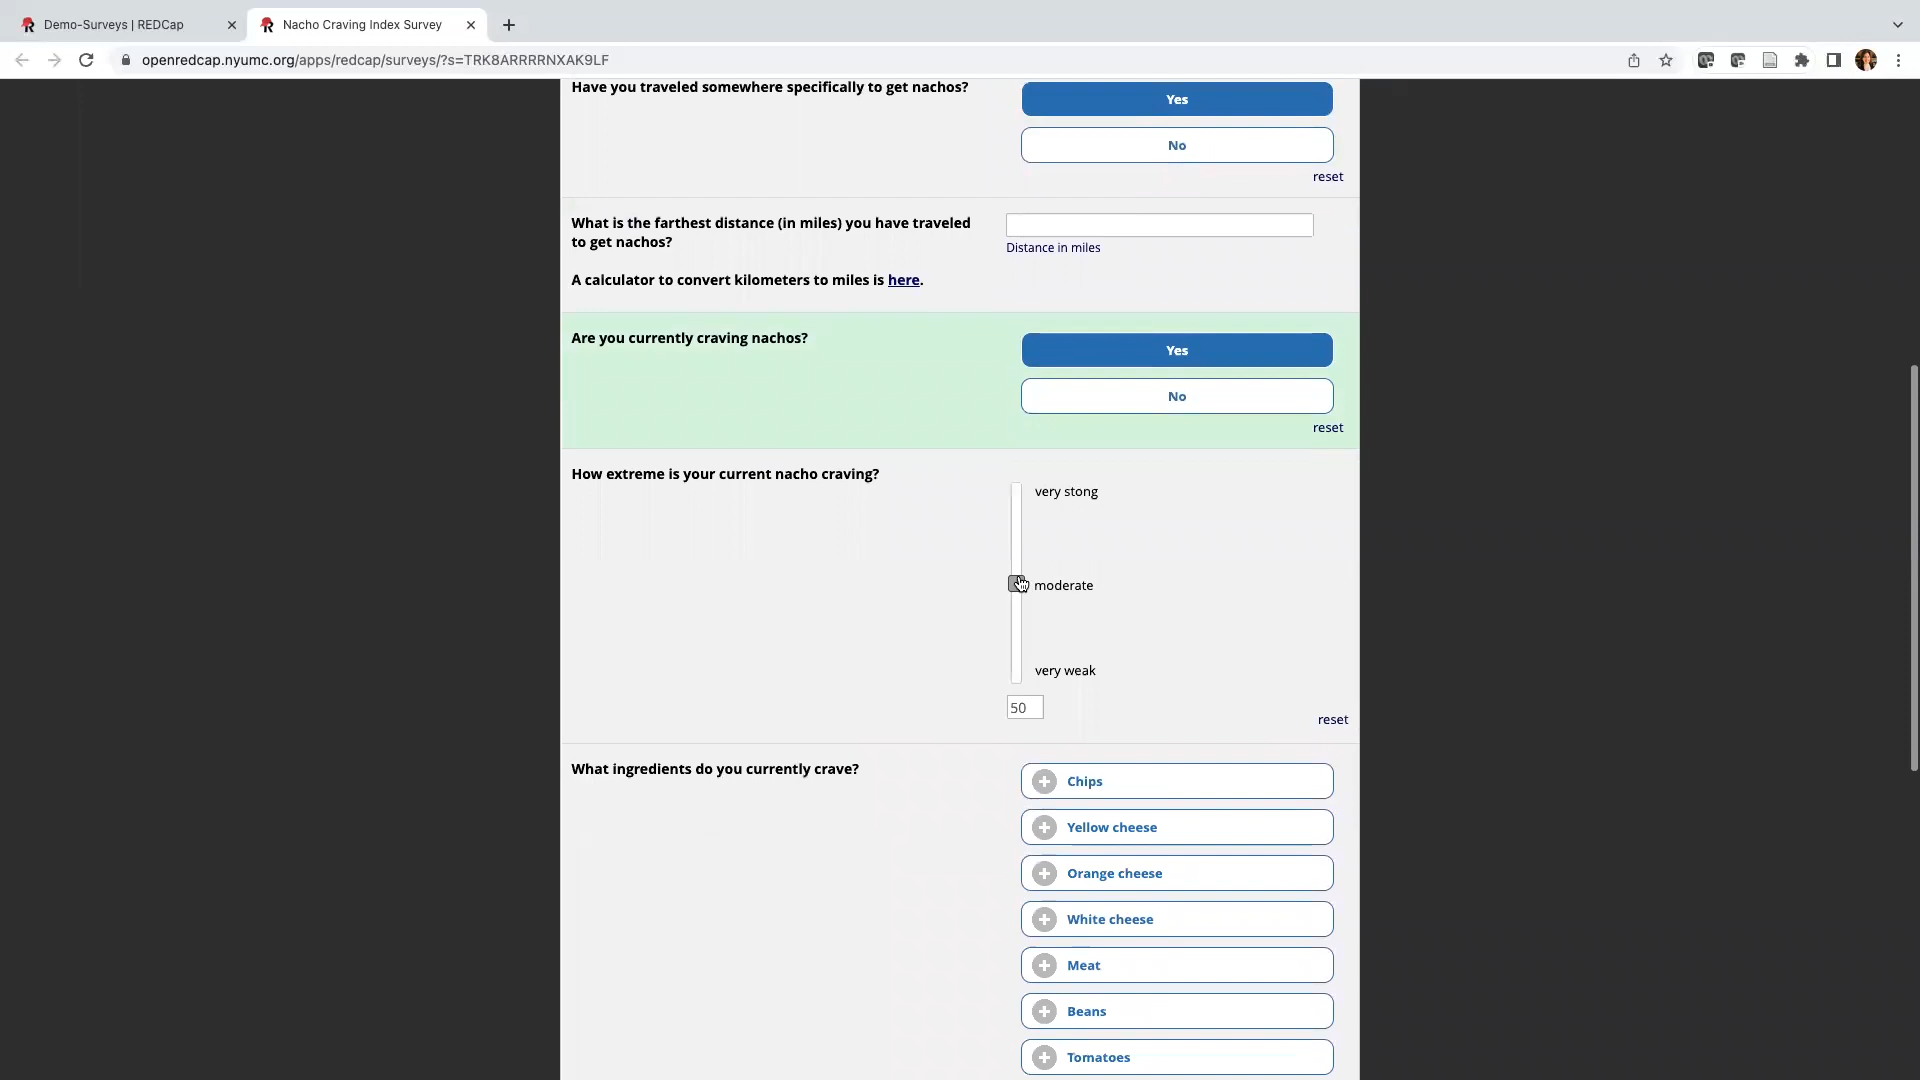 Demo-Surveys | REDCap
Nacho Craving Index Survey
openredcap.nyumc.org/apps/redcap/surveys/?s=TRK8ARRRRNXAK9LF
Have you traveled somewhere specifically to get nachos?
Yes
No
reset
What is the farthest distance (in miles) you have traveled
to get nachos?
Distance in miles
A calculator to convert kilometers to miles is here.
Are you currently craving nachos?
Yes
No
reset
How extreme is your current nacho craving?
very stong
moderate
very weak
50
reset
What ingredients do you currently crave?
Chips
Yellow cheese
Orange cheese
White cheese
Meat
Beans
Tomatoes